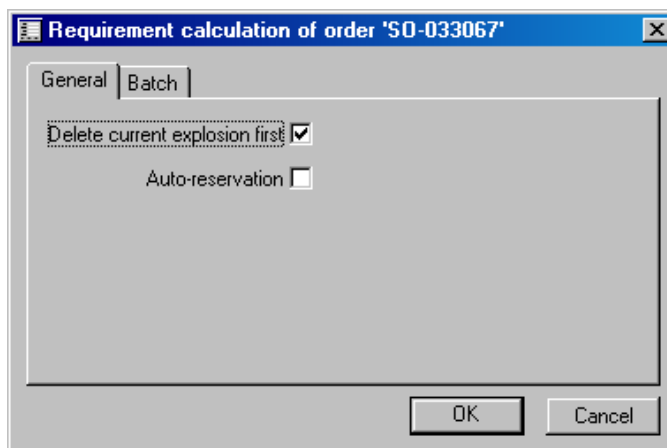 Requirement calculation of order 'SO-033067'
General Batch
Delete current explosion first
Auto-reservation
OK Cancel